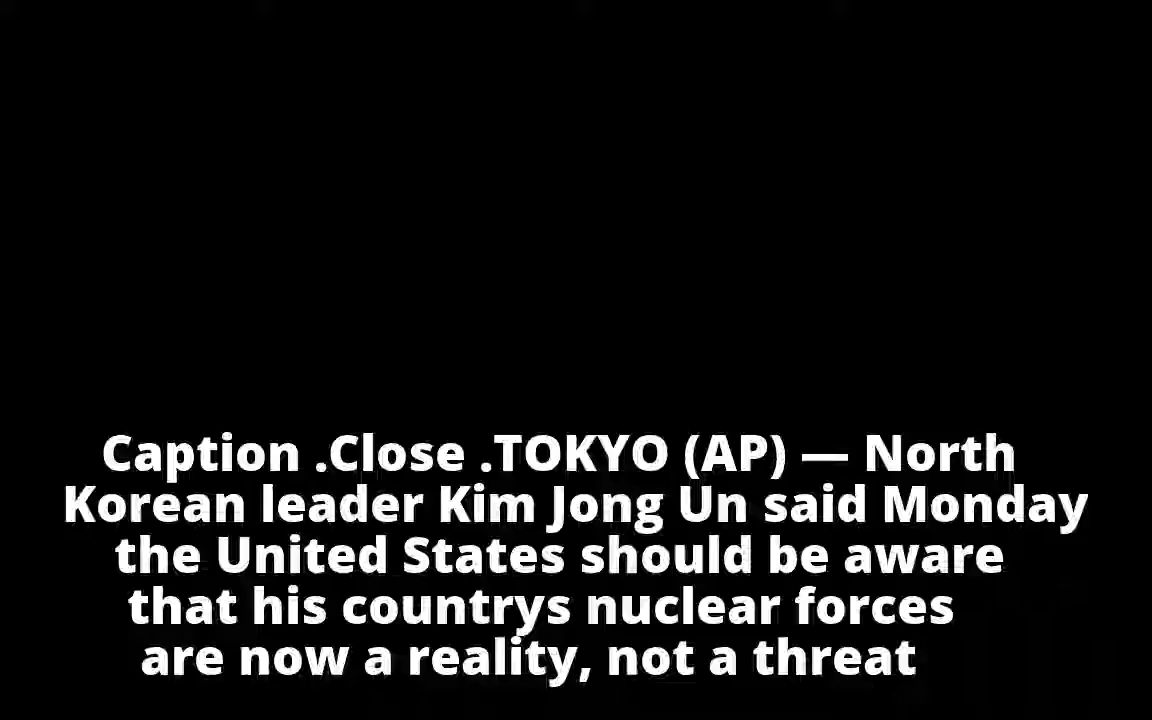 Caption .Close .TOKYO (AP) — North
Korean leader Kim Jong Un said Monday
the United States should be aware
that his countrys nuclear forces
are now a reality, not a threat